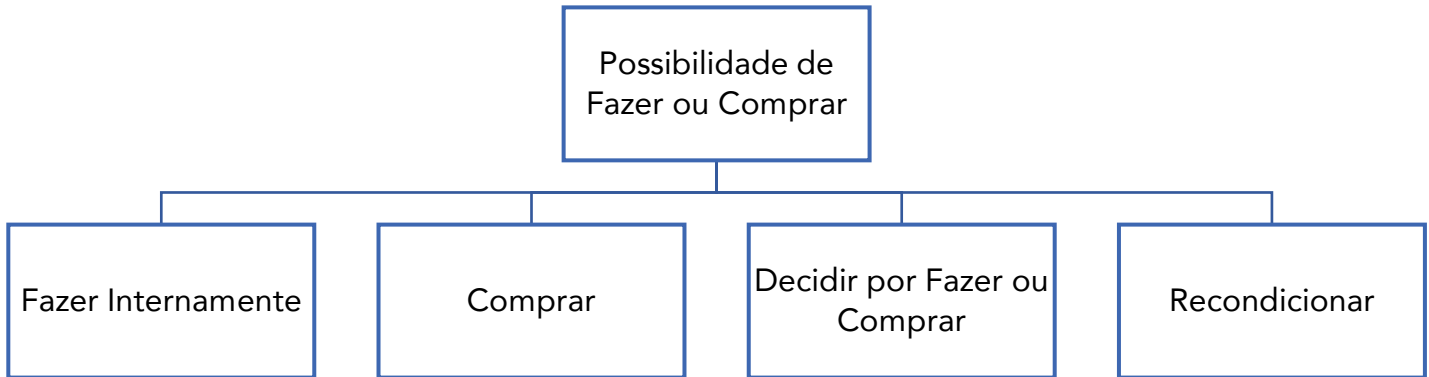 Possibilidade de
Fazer ou Comprar
Fazer Internamente
Comprar
Decidir por Fazer ou
Comprar
Recondicionar